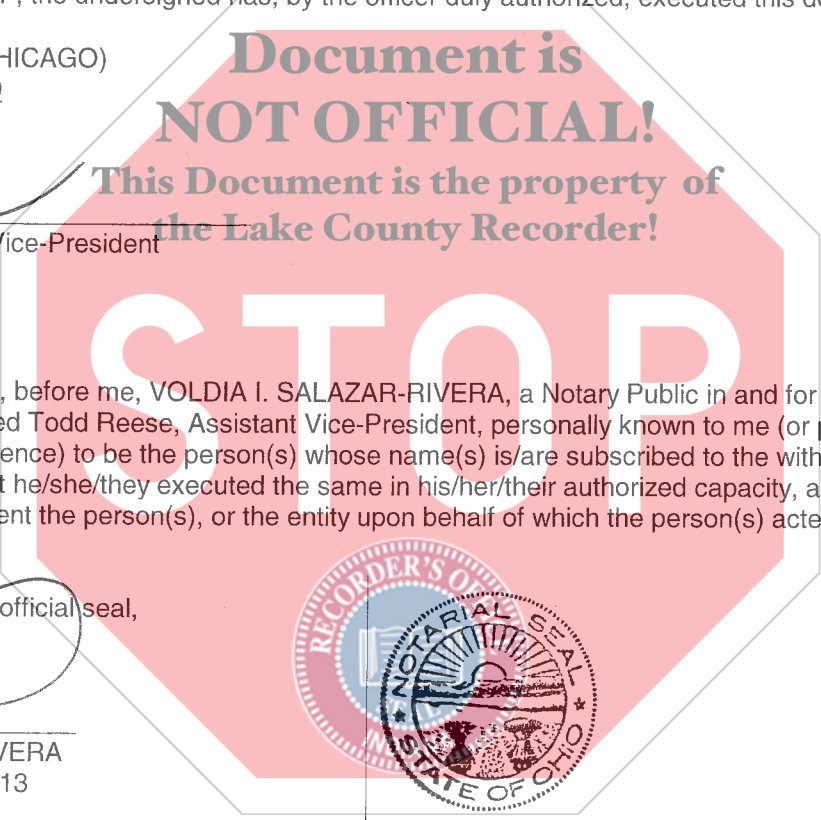 , the undersigned has, by the officer duly authorized, executed this
HICAGO)
Document is
NOT OFFICIAL!
This Document is the property of
the Lake County Recorder!
Vice-President
STOP
, before me, VOLDIA I. SALAZAR-RIVERA, a Notary Public in and for
ed Todd Reese, Assistant Vice-President, personally known to me (or
ence) to be the person(s) whose name(s) is/are subscribed to the with
t he/she/they executed the same in his/her/their authorized capacity, a
ent the person(s), or the entity upon behalf of which the person(s) acte
official seal,
RECORDER'S OF
SEAL
NOTARIAL SEAL
STATE OF OHIO
VERA
13